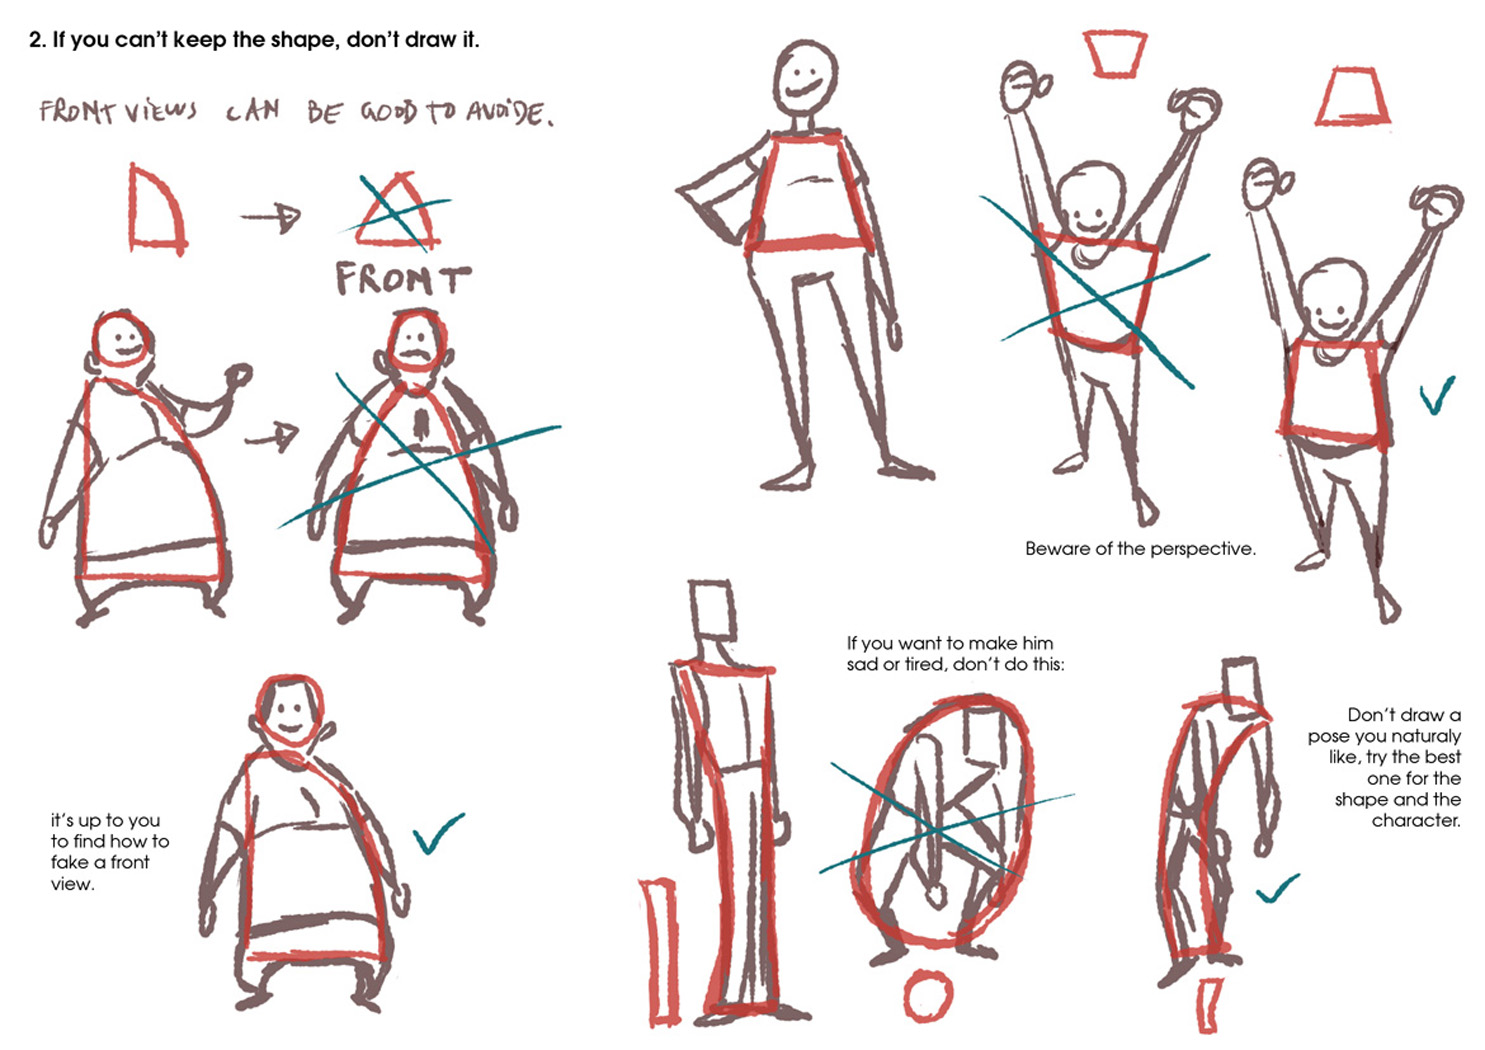 2. If you can't keep the shape, don't draw it.
FRONT VIEWS CAN BE GOOD TO AVOIDE.
FRONT
it's up to you
to find how to
fake a front
view.
Beware of the perspective.
If you want to make him
sad or tired, don't do this:
Don't draw a
pose you naturaly
like, try the best
one for the
shape and the
character.